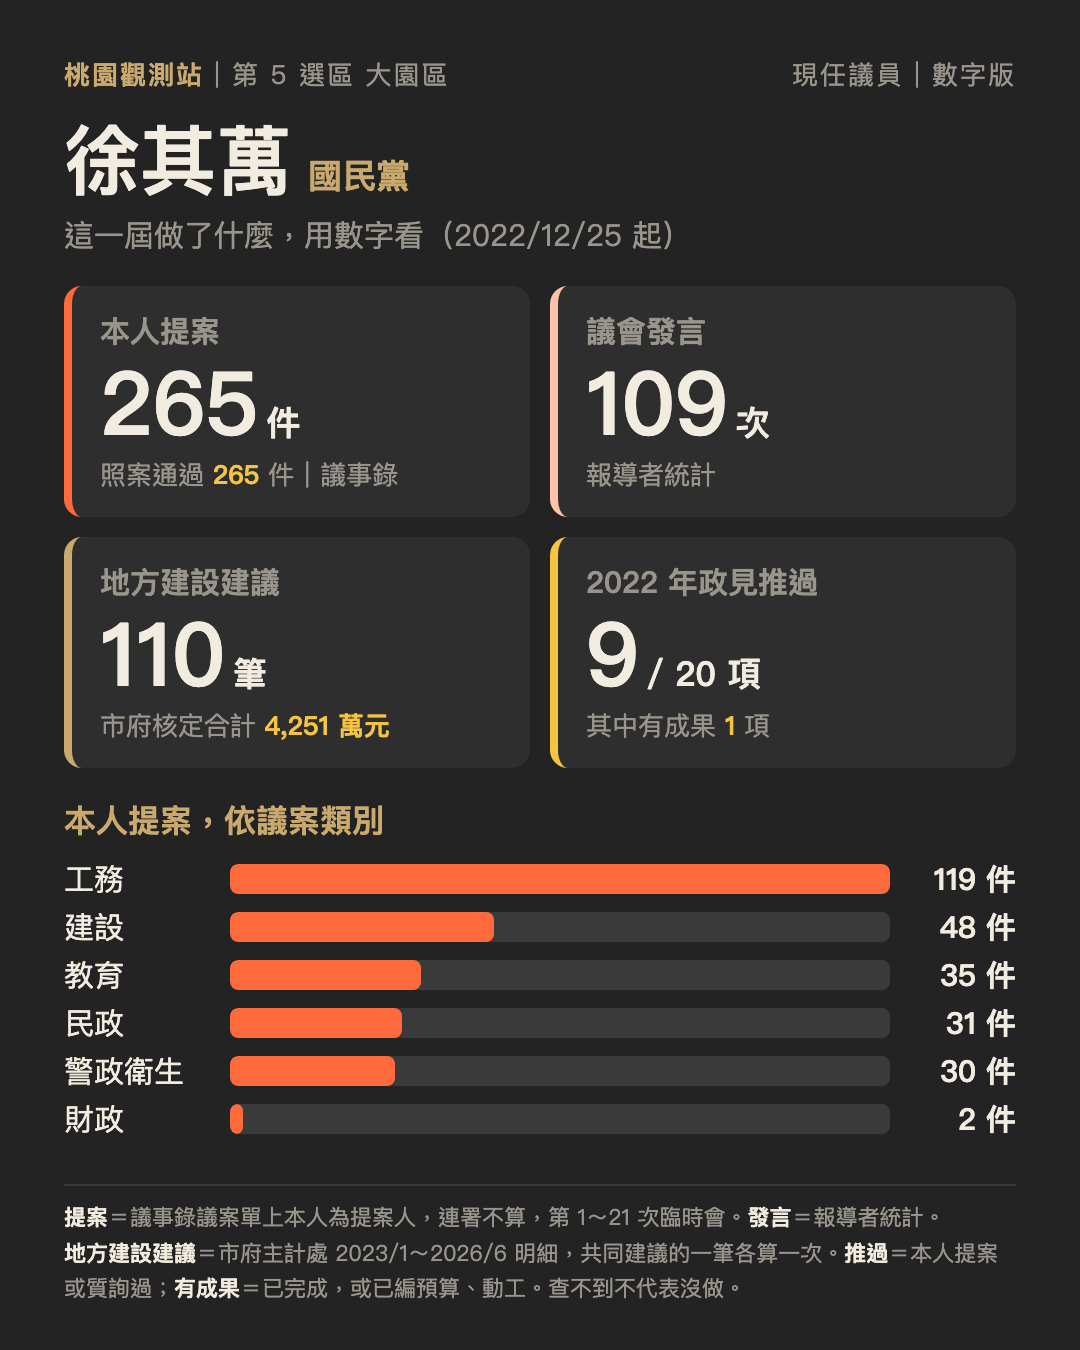 桃園觀測站｜第 5 選區 大園區
現任議員｜數字版
徐其萬 國民黨
這一屆做了什麼，用數字看（2022/12/25 起）
本人提案
265 件
照案通過 265 件｜議事錄
議會發言
109 次
報導者統計
地方建設建議
110 筆
市府核定合計 4,251 萬元
2022 年政見推過
9 / 20 項
其中有成果 1 項
本人提案，依議案類別
工務 119 件
建設 48 件
教育 35 件
民政 31 件
警政衛生 30 件
財政 2 件
提案＝議事錄議案單上本人為提案人，連署不算，第 1～21 次臨時會。發言＝報導者統計。
地方建設建議＝市府主計處 2023/1～2026/6 明細，共同建議的一筆各算一次。推過＝本人提案
或質詢過；有成果＝已完成，或已編預算、動工。查不到不代表沒做。